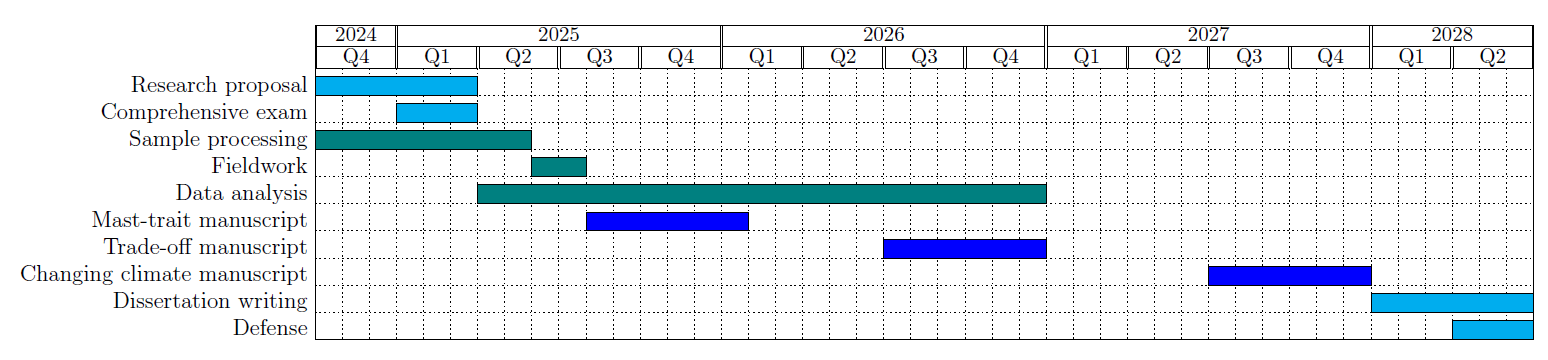 2024 2025 2026 2027 2028
Q4 Q1 Q2 Q3 Q4 Q1 Q2 Q3 Q4 Q1 Q2 Q3 Q4 Q1 Q2
Research proposal
Comprehensive exam
Sample processing
Fieldwork
Data analysis
Mast-trait manuscript
Trade-off manuscript
Changing climate manuscript
Dissertation writing
Defense